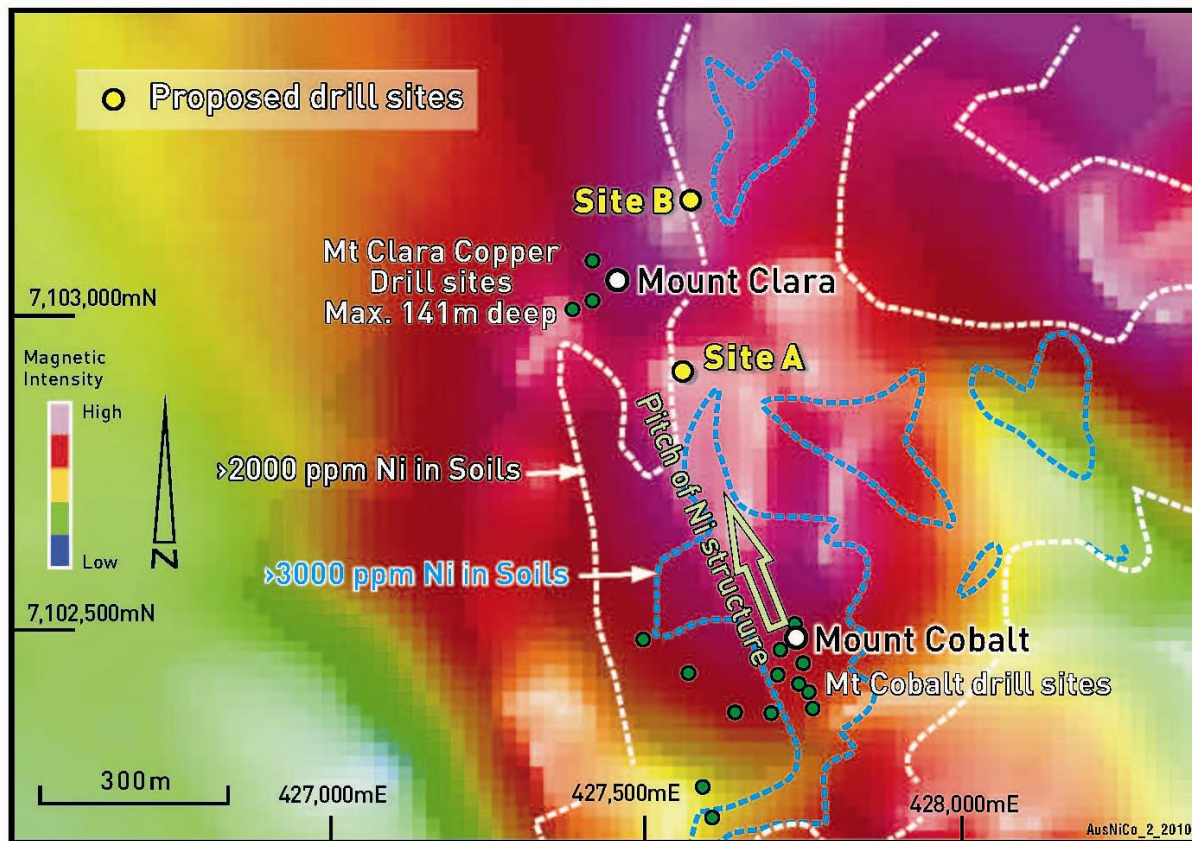 Proposed drill sites
Site B
Mt Clara Copper
Drill sites
Max. 141m deep
Mount Clara
7,103,000mN
Magnetic
Intensity
High
Low
N
Site A
Pitch of Ni structure
>2000 ppm Ni in Soils
>3000 ppm Ni in Soils
7,102,500mN
Mount Cobalt
Mt Cobalt drill sites
300m
427,000mE
427,500mE
428,000mE
AusNiCo_2_2010